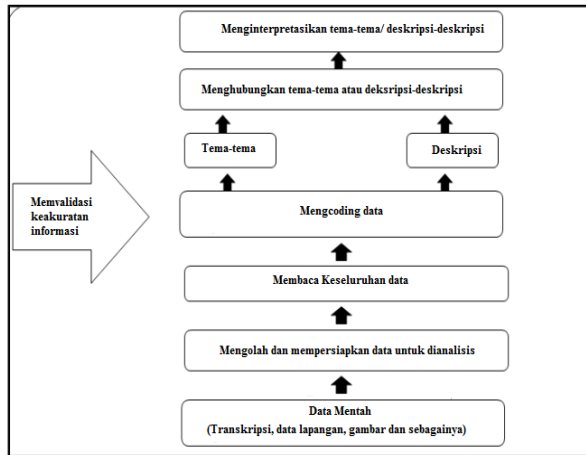 Menginterpretasikan tema-tema/ deskripsi-deskripsi
Menghubungkan tema-tema atau deksripsi-deskripsi
Tema-tema
Deskripsi
Memvalidasi
keakuratan
informasi
Mengcoding data
Membaca Keseluruhan data
Mengolah dan mempersiapkan data untuk dianalisis
Data Mentah
(Transkripsi, data lapangan, gambar dan sebagainya)